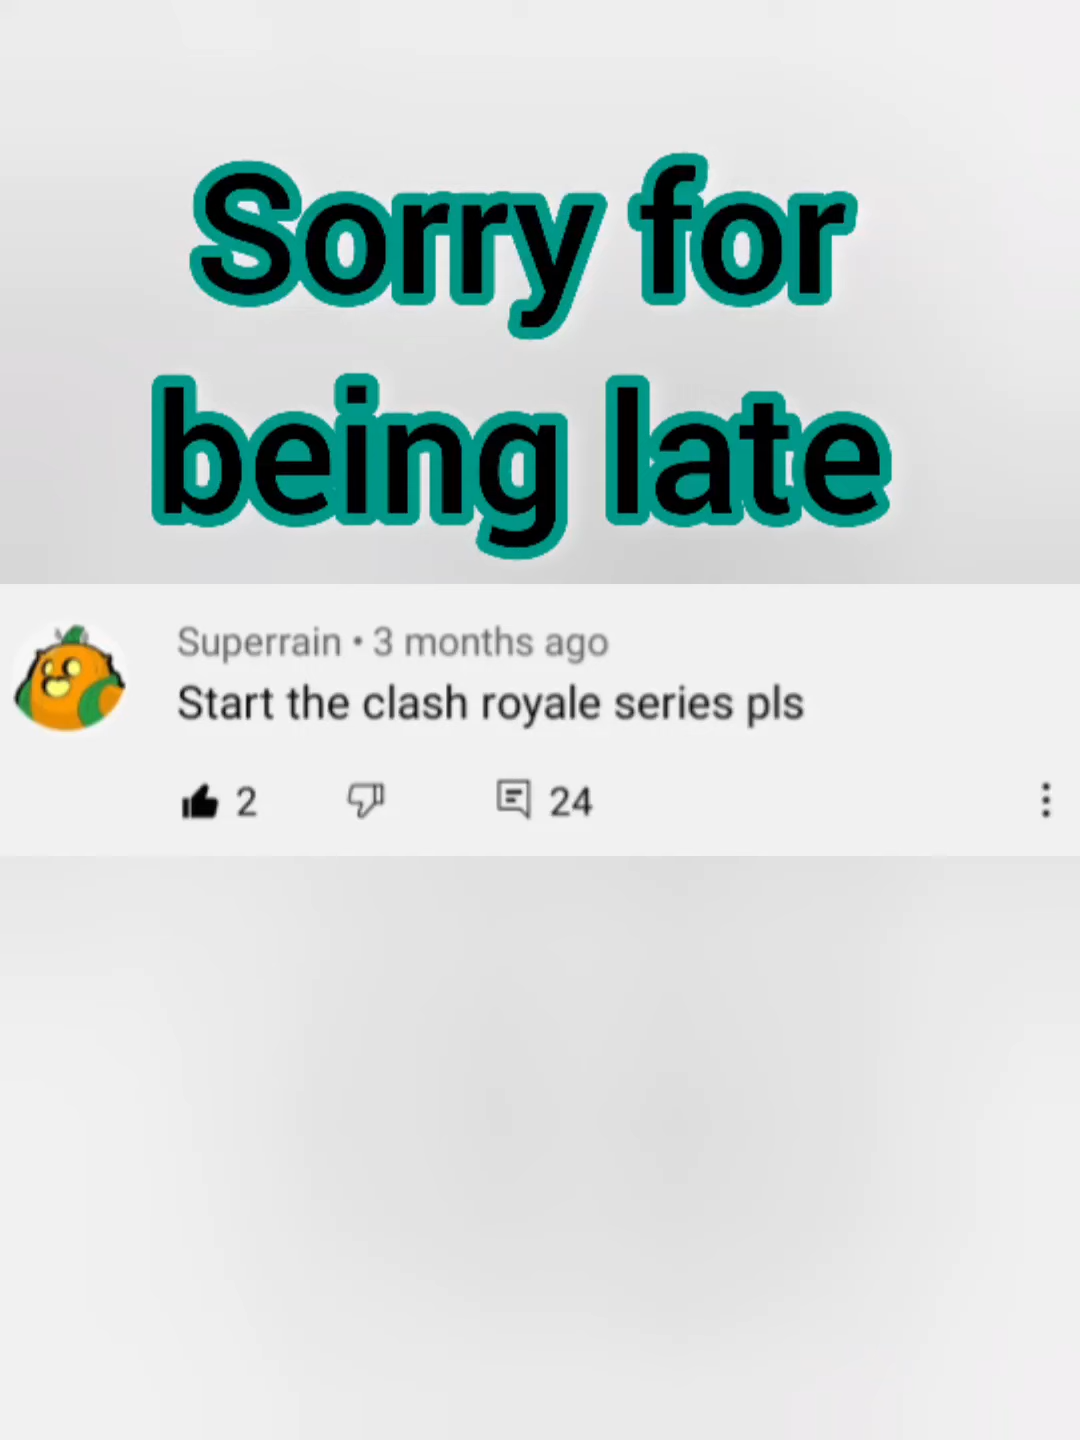 Sorry for
being late
Superrain • 3 months ago
Start the clash royale series pls
2 24